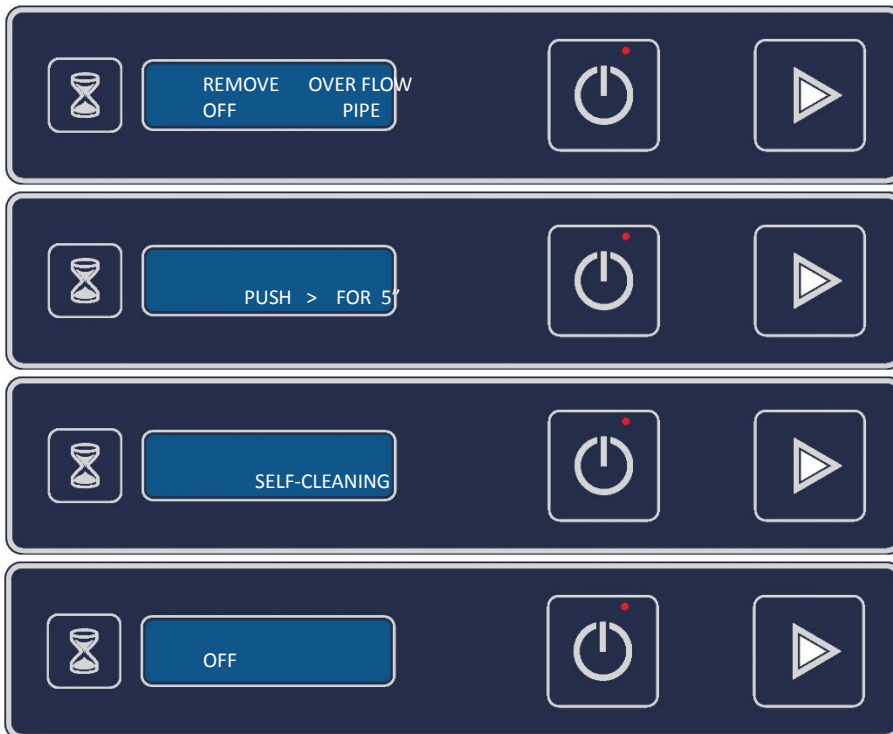 REMOVE OVER FLOW
OFF PIPE
PUSH > FOR 5”
SELF-CLEANING
OFF